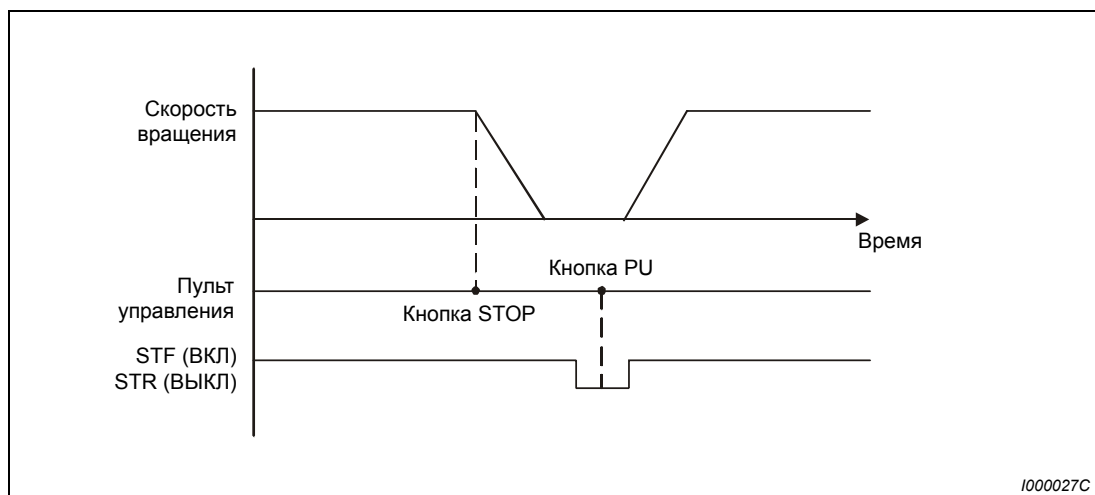 Скорость
вращения
Время
Кнопка PU
Пульт
управления
Кнопка STOP
STF (ВКЛ)
STR (ВЫКЛ)
I000027C